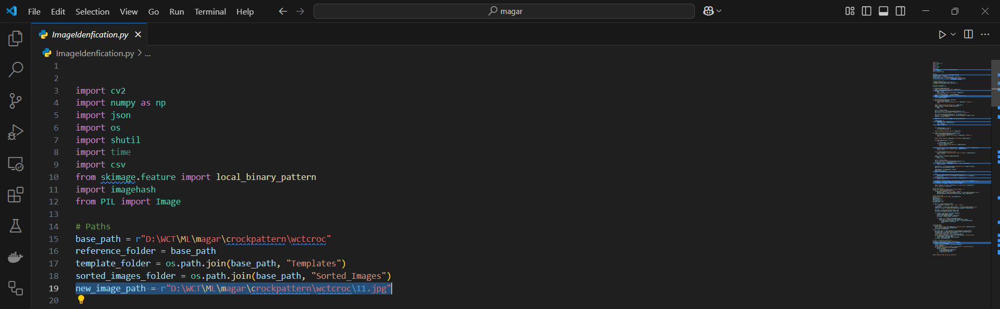 File Edit Selection View Go Run Terminal Help magar
ImageIdenfication.py
ImageIdenfication.py > ...
1
2
3 import cv2
4 import numpy as np
5 import json
6 import os
7 import shutil
8 import time
9 import csv
10 from skimage.feature import local_binary_pattern
11 import imagehash
12 from PIL import Image
13
14 # Paths
15 base_path = r"D:\WCT\ML\magar\crockpattern\wctcroc"
16 reference_folder = base_path
17 template_folder = os.path.join(base_path, "Templates")
18 sorted_images_folder = os.path.join(base_path, "Sorted_Images")
19 new_image_path = r"D:\WCT\ML\magar\crockpattern\wctcroc\11.jpg"
20